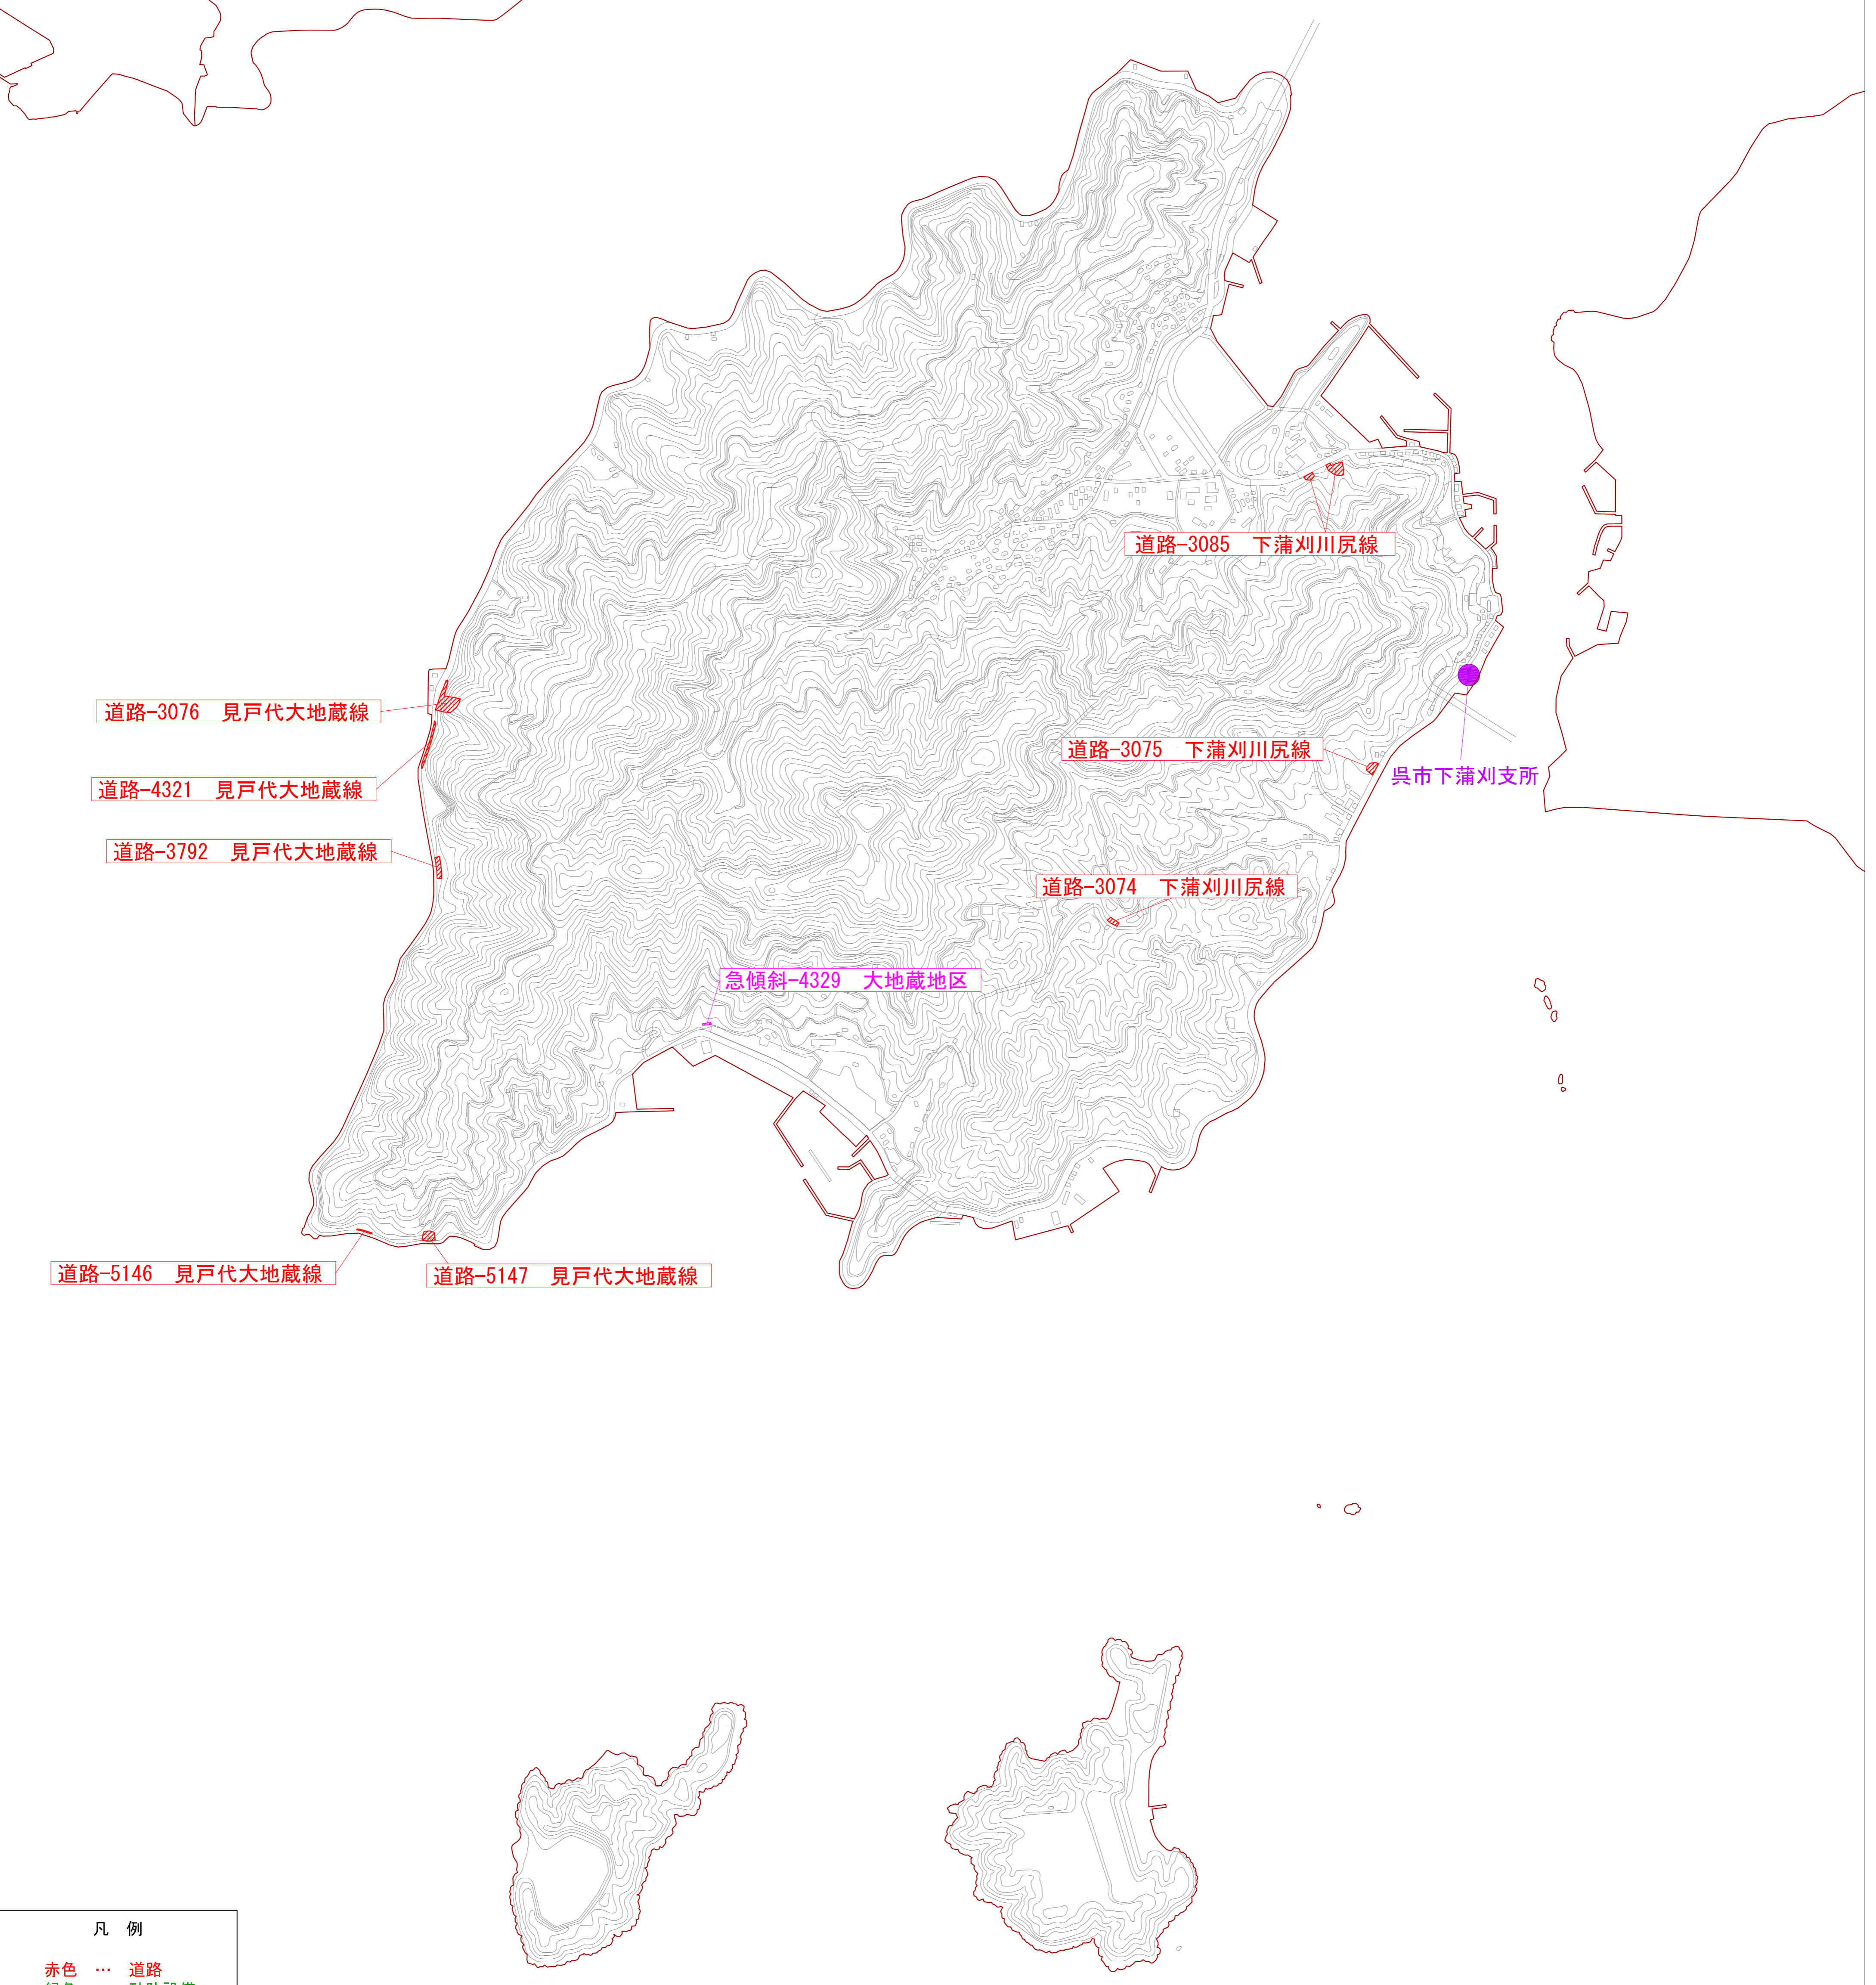 道路-3085　下蒲刈川尻線
道路-3076　見戸代大地蔵線
道路-3075　下蒲刈川尻線
呉市下蒲刈支所
道路-4321　見戸代大地蔵線
道路-3792　見戸代大地蔵線
道路-3074　下蒲刈川尻線
急傾斜-4329　大地蔵地区
道路-5146　見戸代大地蔵線
道路-5147　見戸代大地蔵線
凡　例
赤色　…　道路